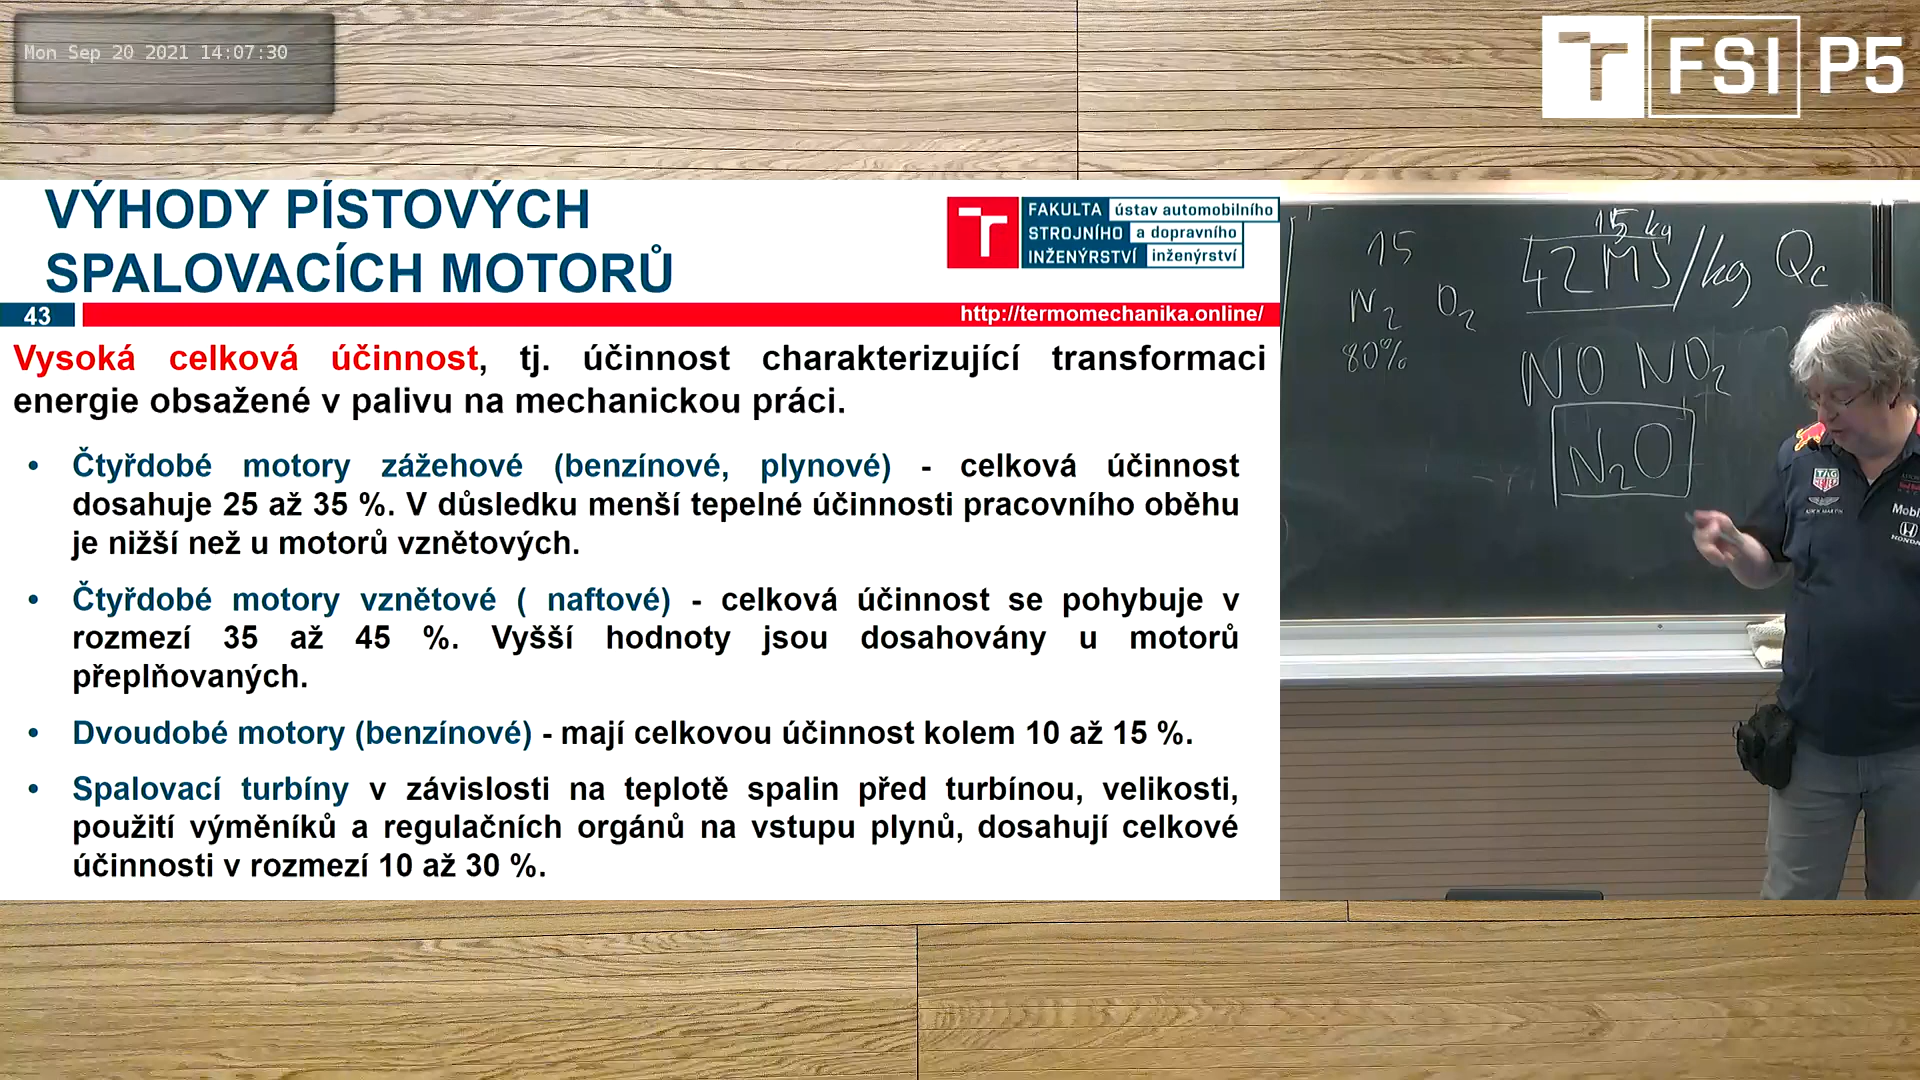 Mon Sep 20 2021 14:07:30
FSI P5
VÝHODY PÍSTOVÝCH
SPALOVACÍCH MOTORŮ
FAKULTA ústav automobilního
STROJNÍHO a dopravního
INŽENÝRSTVÍ inženýrství
43
http://termomechanika.online/
Vysoká celková účinnost, tj. účinnost charakterizující transformaci
energie obsažené v palivu na mechanickou práci.
• Čtyřdobé motory zážehové (benzínové, plynové) - celková účinnost
dosahuje 25 až 35 %. V důsledku menší tepelné účinnosti pracovního oběhu
je nižší než u motorů vznětových.
• Čtyřdobé motory vznětové ( naftové) - celková účinnost se pohybuje v
rozmezí 35 až 45 %. Vyšší hodnoty jsou dosahovány u motorů
přeplňovaných.
• Dvoudobé motory (benzínové) - mají celkovou účinnost kolem 10 až 15 %.
• Spalovací turbíny v závislosti na teplotě spalin před turbínou, velikosti,
použití výměníků a regulačních orgánů na vstupu plynů, dosahují celkové
účinnosti v rozmezí 10 až 30 %.
15
N2 O2
80%
15 kg
42 MJ/kg Qc
NO NO2
N2O
TAG
Mobi
HONDA